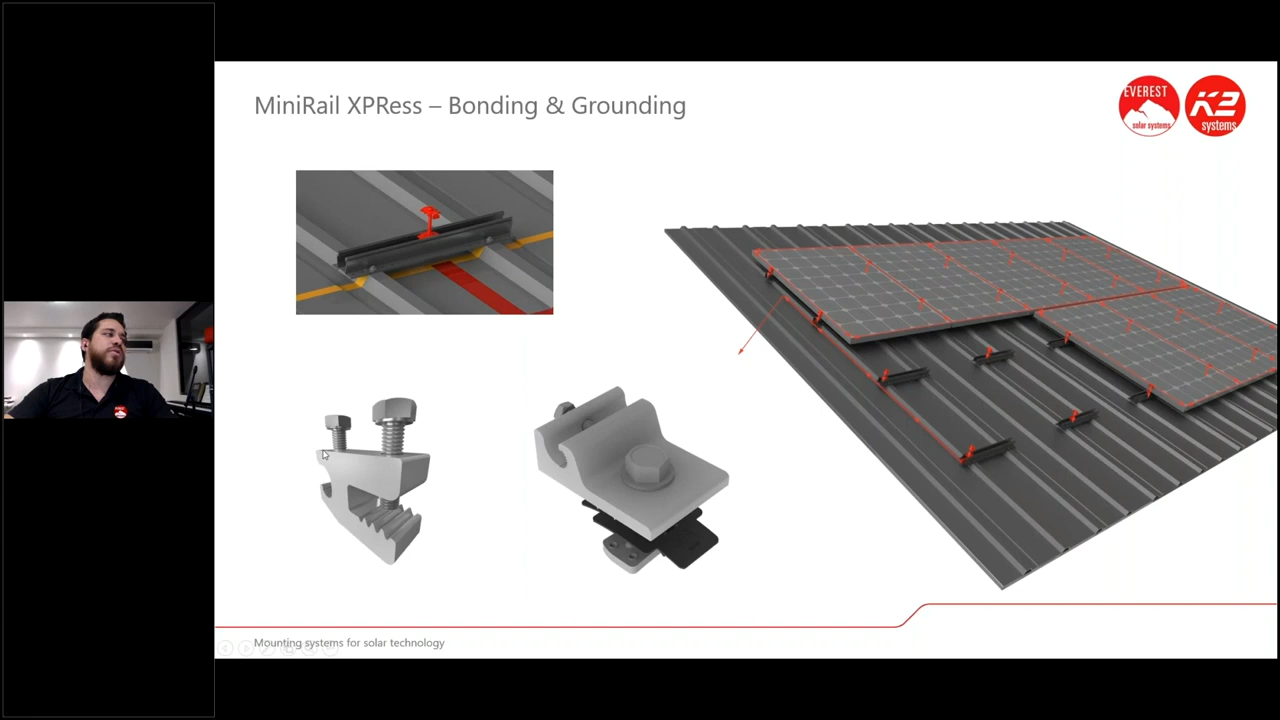 MiniRail XPRess – Bonding & Grounding
EVEREST
solar systems
K2
systems
Mounting systems for solar technology